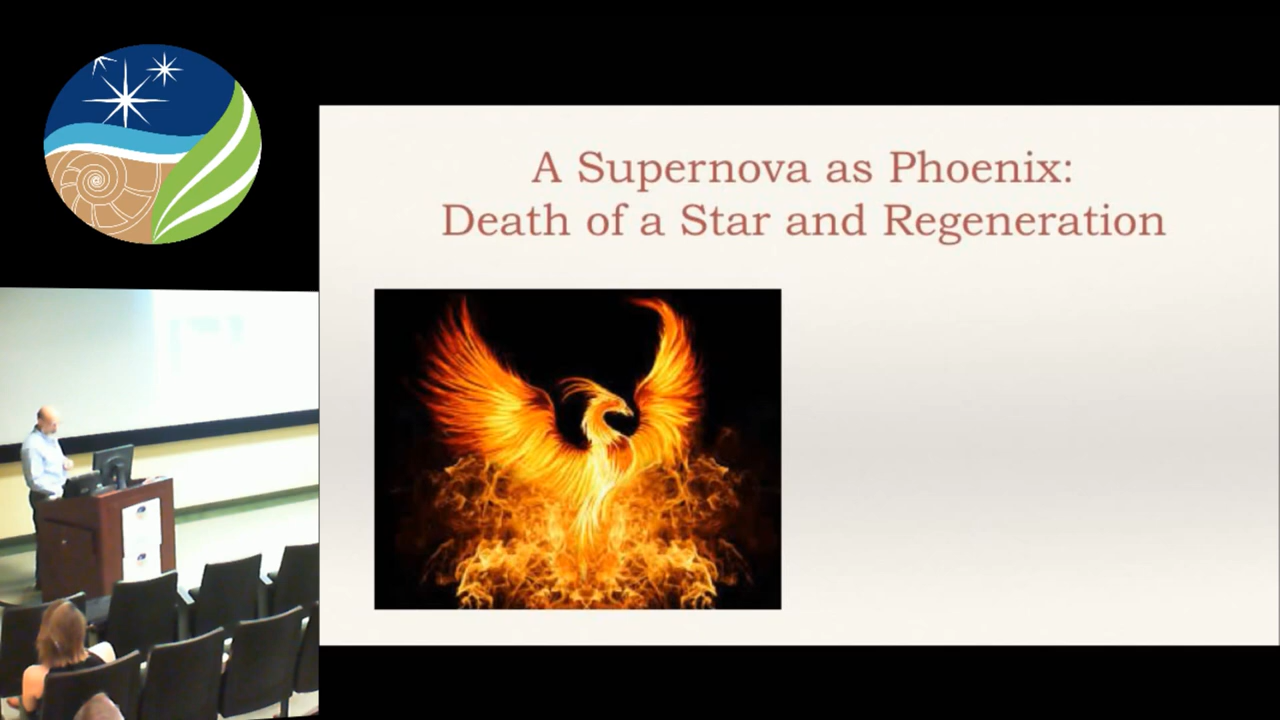 A Supernova as Phoenix:
Death of a Star and Regeneration